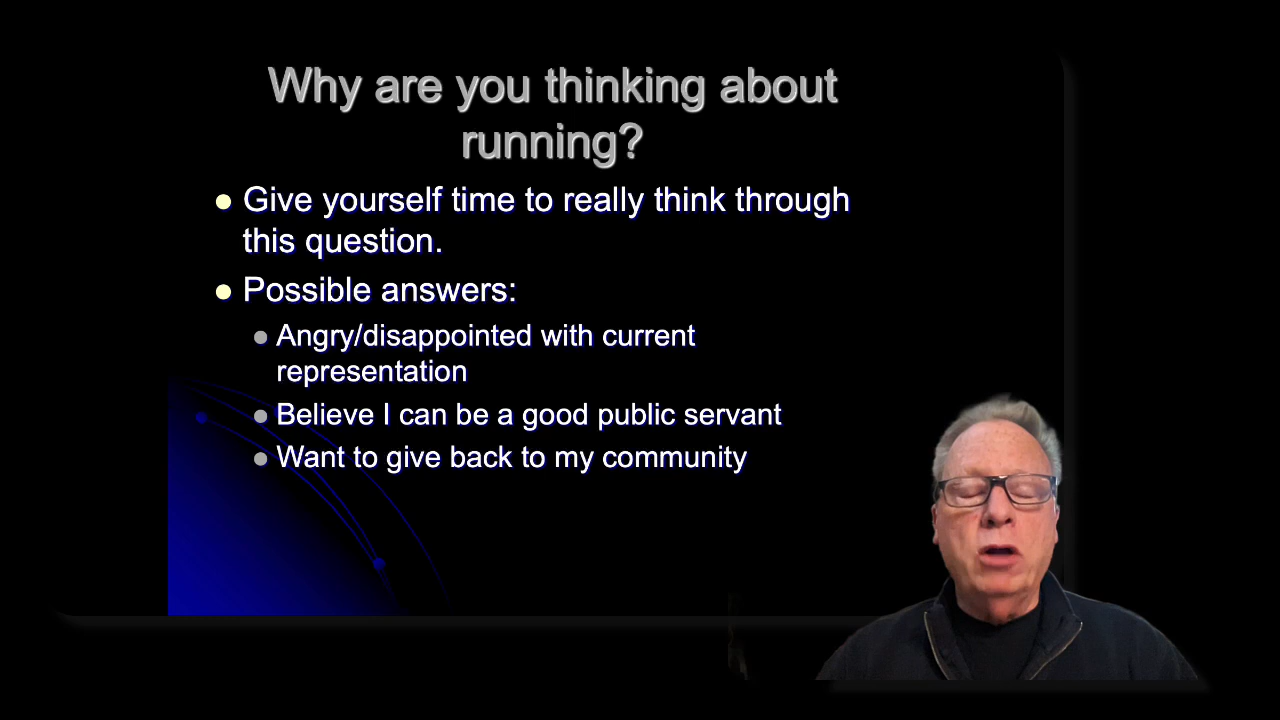 Why are you thinking about
running?
Give yourself time to really think through
this question.
Possible answers:
Angry/disappointed with current
representation
Believe I can be a good public servant
Want to give back to my community